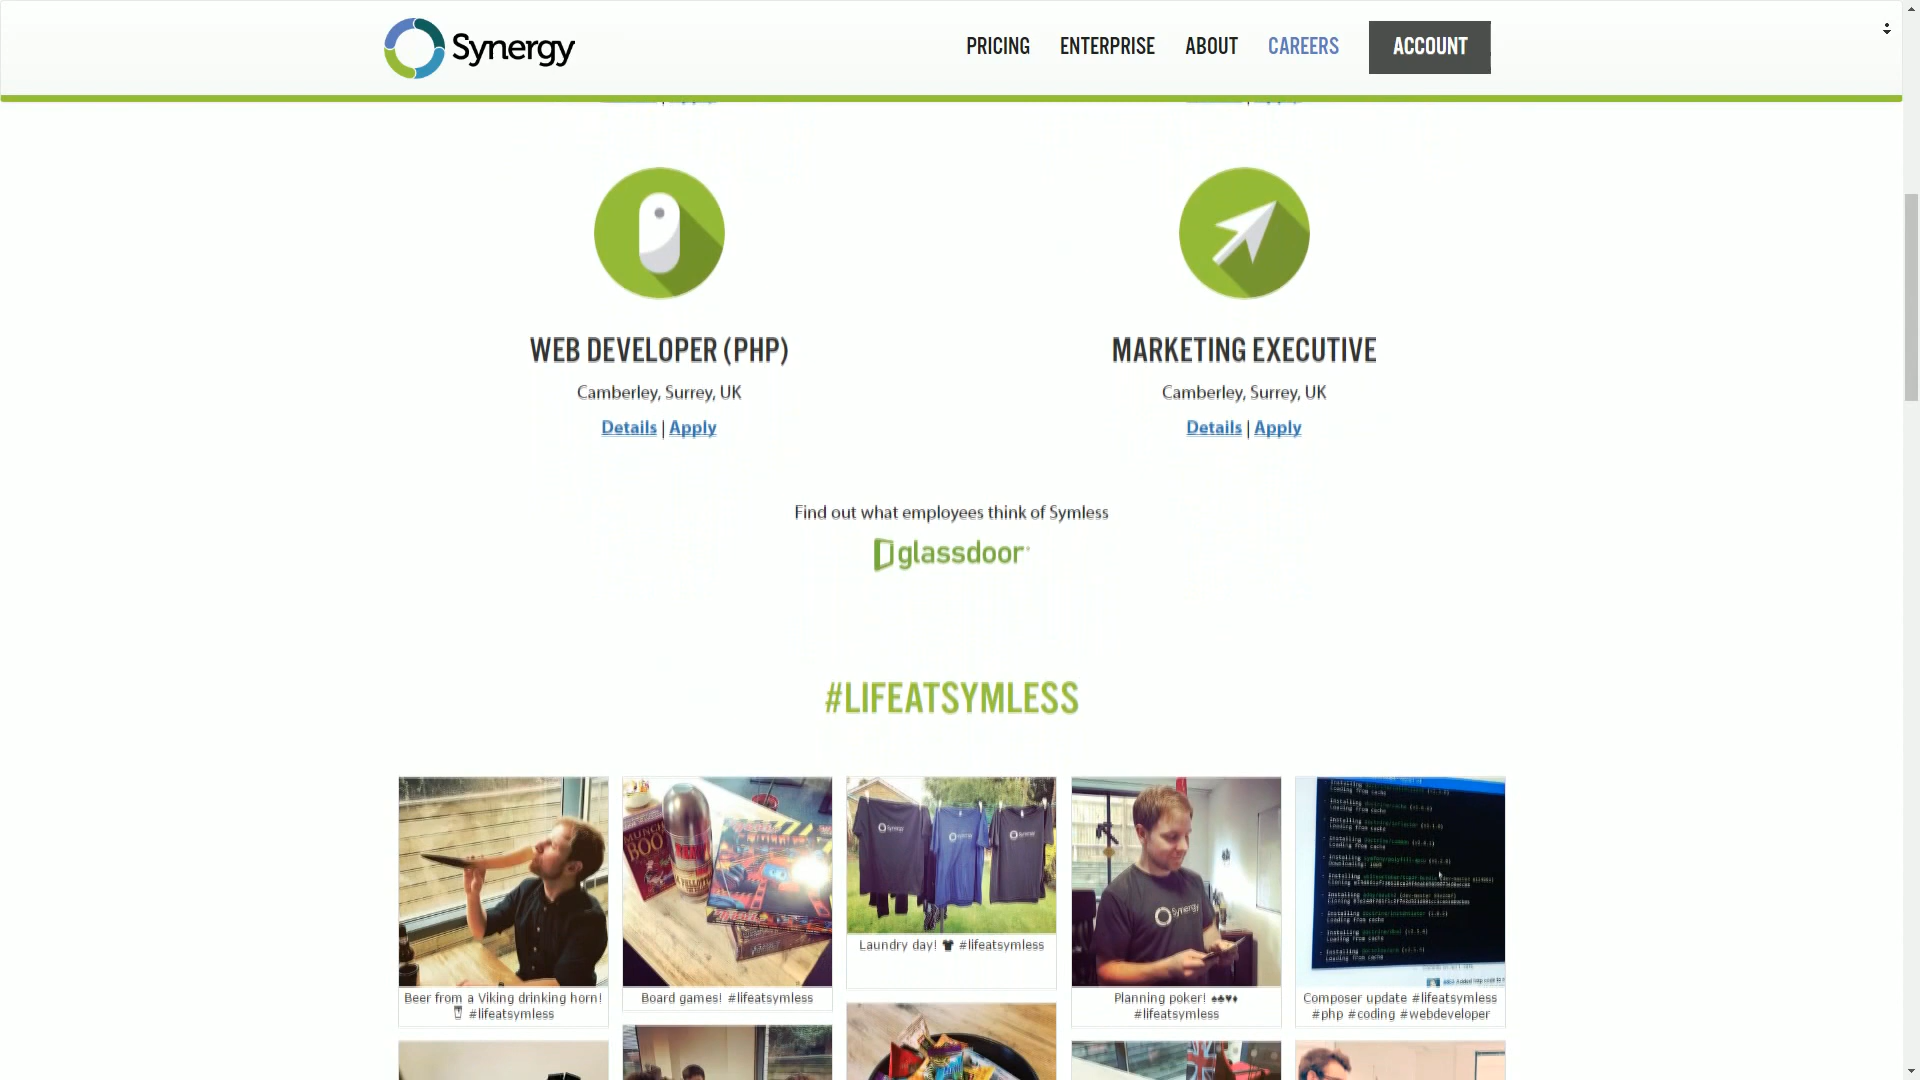 Synergy
PRICING
ENTERPRISE
ABOUT
CAREERS
ACCOUNT
WEB DEVELOPER (PHP)
Camberley, Surrey, UK
Details | Apply
MARKETING EXECUTIVE
Camberley, Surrey, UK
Details | Apply
Find out what employees think of Symless
glassdoor
#LIFEATSYMLESS
Beer from a Viking drinking horn!
#lifeatsymless
Board games! #lifeatsymless
Laundry day! #lifeatsymless
Synergy
Planning poker! ♠♣♥♦
#lifeatsymless
Composer update #lifeatsymless
#php #coding #webdeveloper